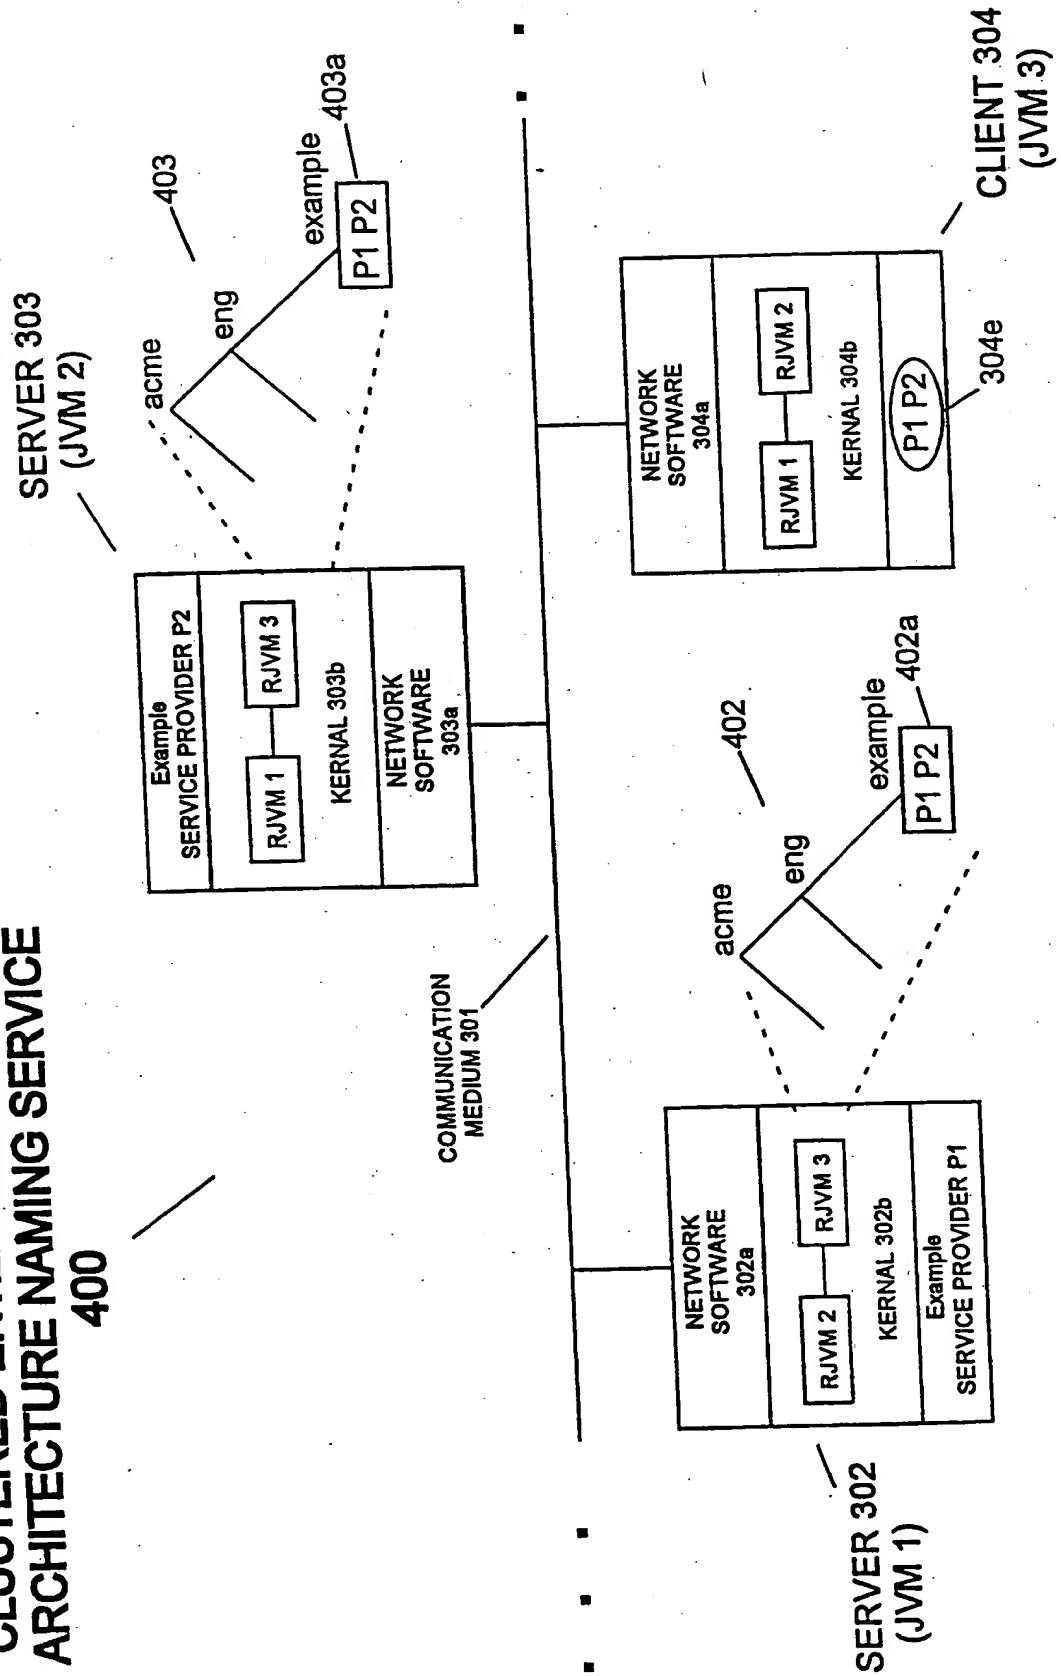 ARCHITECTURE NAMING SERVICE
400
SERVER 303
(JVM 2)
403
acme
eng
example
403a
P1 P2
Example
SERVICE PROVIDER P2
RJVM 1
RJVM 3
KERNAL 303b
NETWORK
SOFTWARE
303a
COMMUNICATION
MEDIUM 301
NETWORK
SOFTWARE
302a
RJVM 2
RJVM 3
KERNAL 302b
Example
SERVICE PROVIDER P1
SERVER 302
(JVM 1)
402
acme
eng
example
402a
P1 P2
NETWORK
SOFTWARE
304a
RJVM 1
RJVM 2
KERNAL 304b
P1 P2
304e
CLIENT 304
(JVM 3)